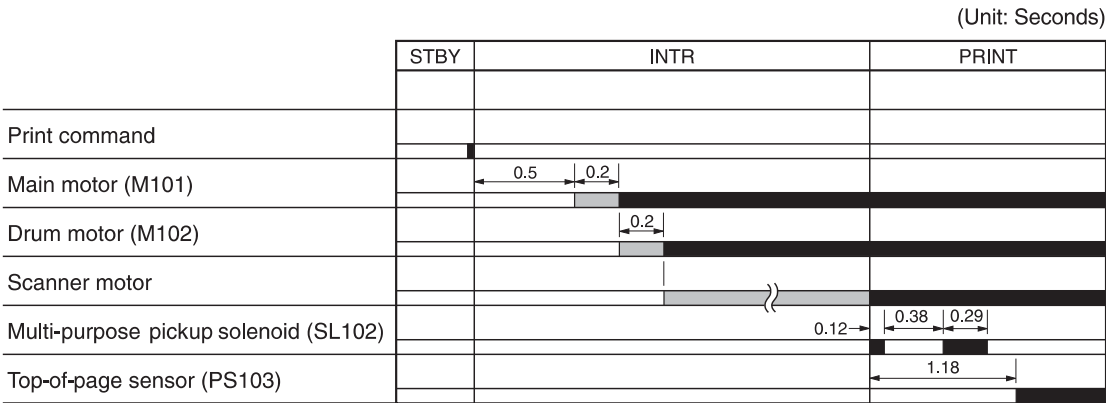 (Unit: Seconds)
STBY INTR PRINT
Print command
Main motor (M101) 0.5 0.2
Drum motor (M102) 0.2
Scanner motor
Multi-purpose pickup solenoid (SL102) 0.12 0.38 0.29
Top-of-page sensor (PS103) 1.18